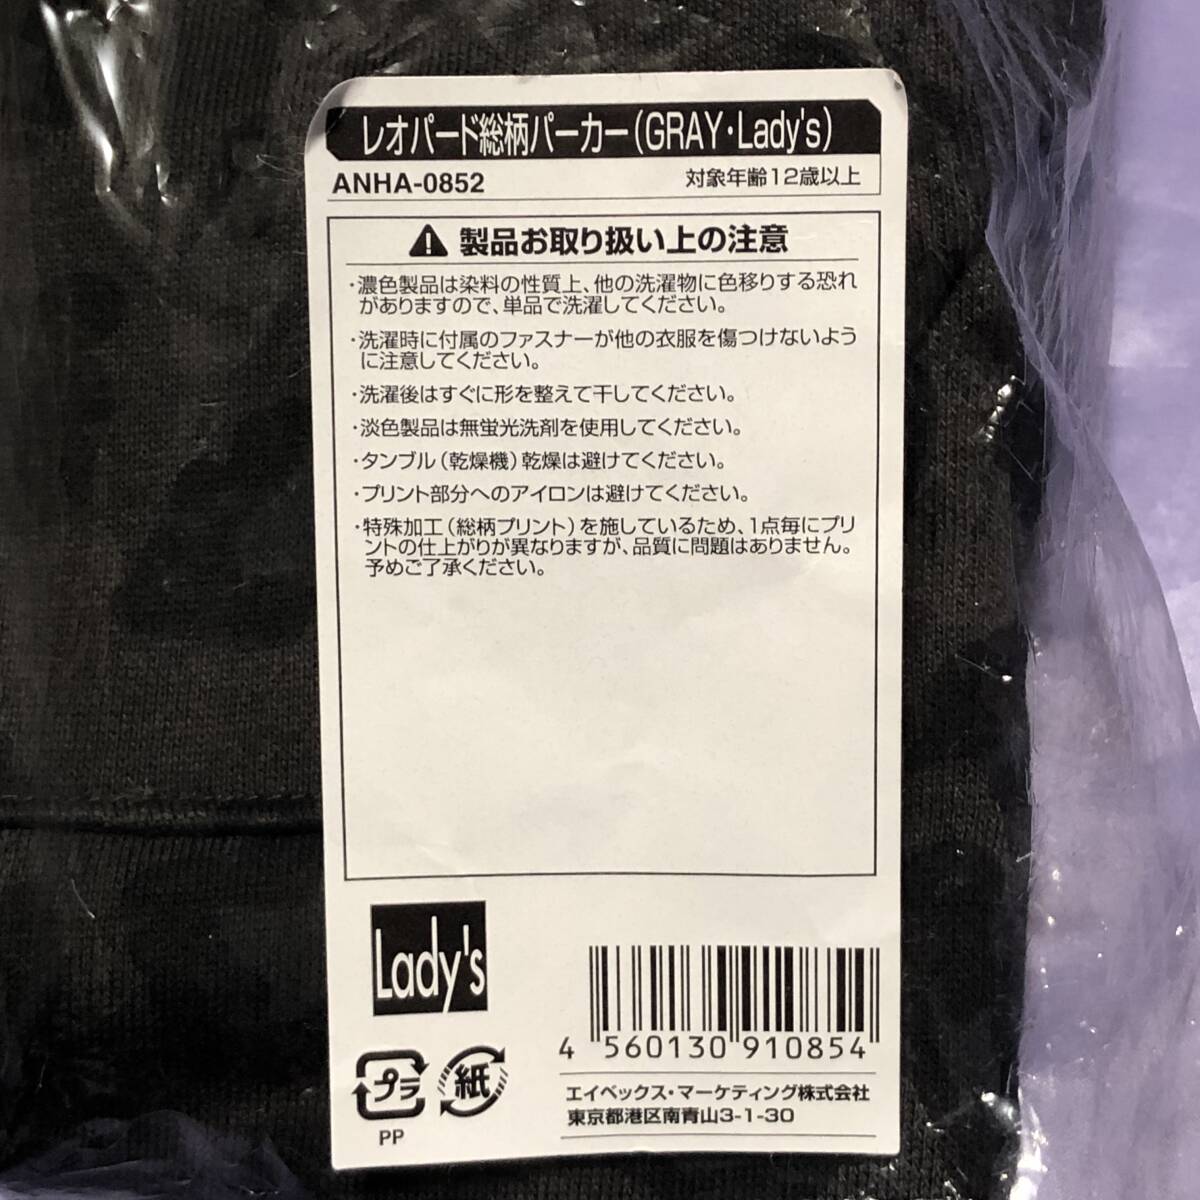 レオパード総柄パーカー(GRAY・Lady's)
ANHA-0852
対象年齢12歳以上
製品お取り扱い上の注意
・濃色製品は染料の性質上、他の洗濯物に色移りする恐れ
がありますので、単品で洗濯してください。
・洗濯時に付属のファスナーが他の衣服を傷つけないよう
に注意してください。
・洗濯後はすぐに形を整えて干してください。
・淡色製品は無蛍光洗剤を使用してください。
・タンブル(乾燥機)乾燥は避けてください。
・プリント部分へのアイロンは避けてください。
・特殊加工(総柄プリント)を施しているため、1点毎にプリ
ントの仕上がりが異なりますが、品質に問題はありません。
予めご了承ください。
Lady's
プラ
紙
PP
4 560130 910854
エイベックス・マーケティング株式会社
東京都港区南青山3-1-30